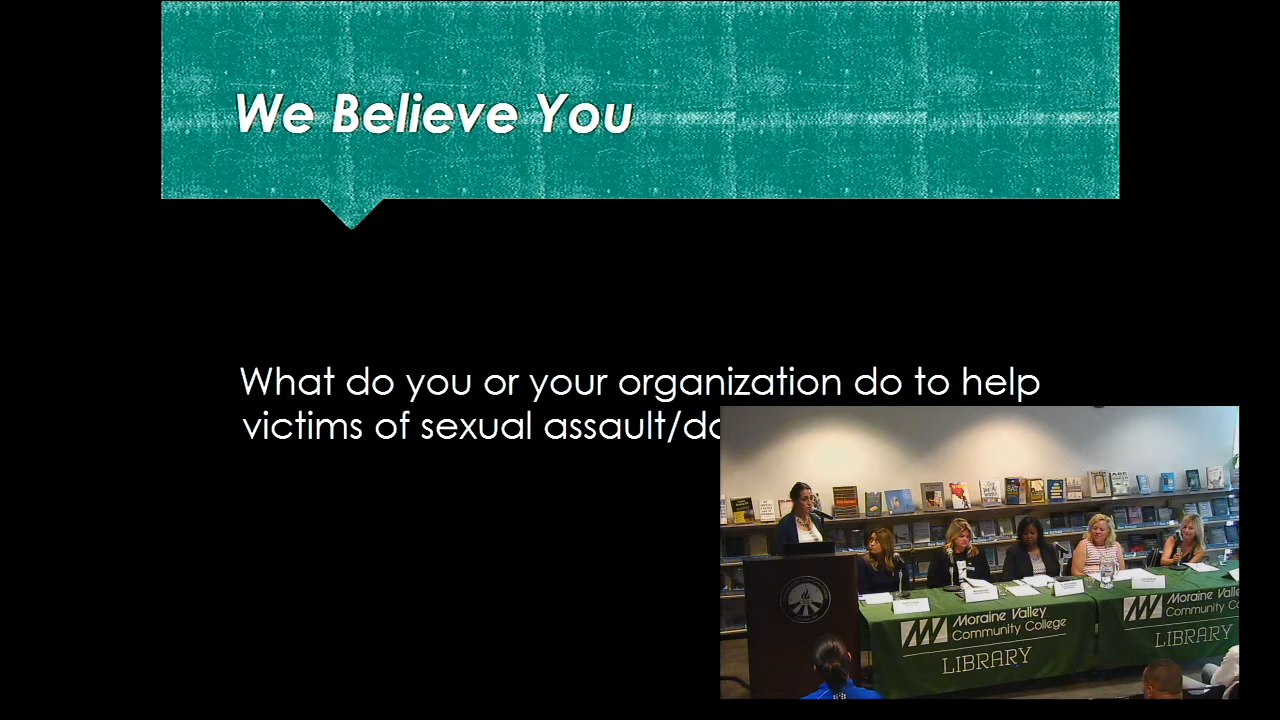 We Believe You
What do you or your organization do to help
victims of sexual assault/do
Moraine Valley
Community College
LIBRARY
Moraine Valle
Community Co
LIBRARY